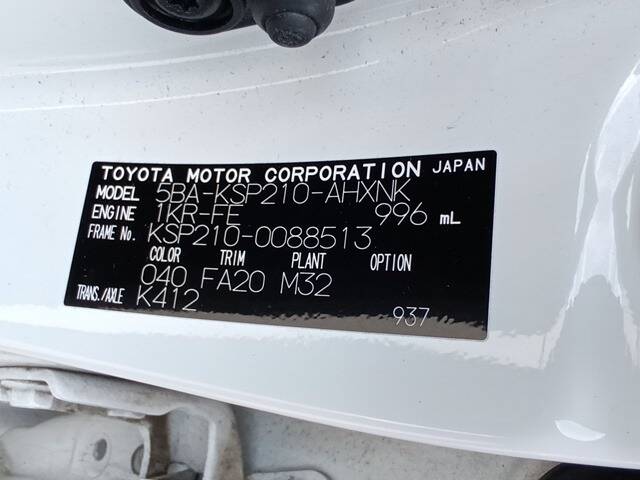 TOYOTA MOTOR CORPORATION JAPAN
MODEL 5BA-KSP210-AHXNK
ENGINE 1KR-FE 996 mL
FRAME No. KSP210-0088513
COLOR TRIM PLANT OPTION
040 FA20 M32
TRANS./AXLE K412
937